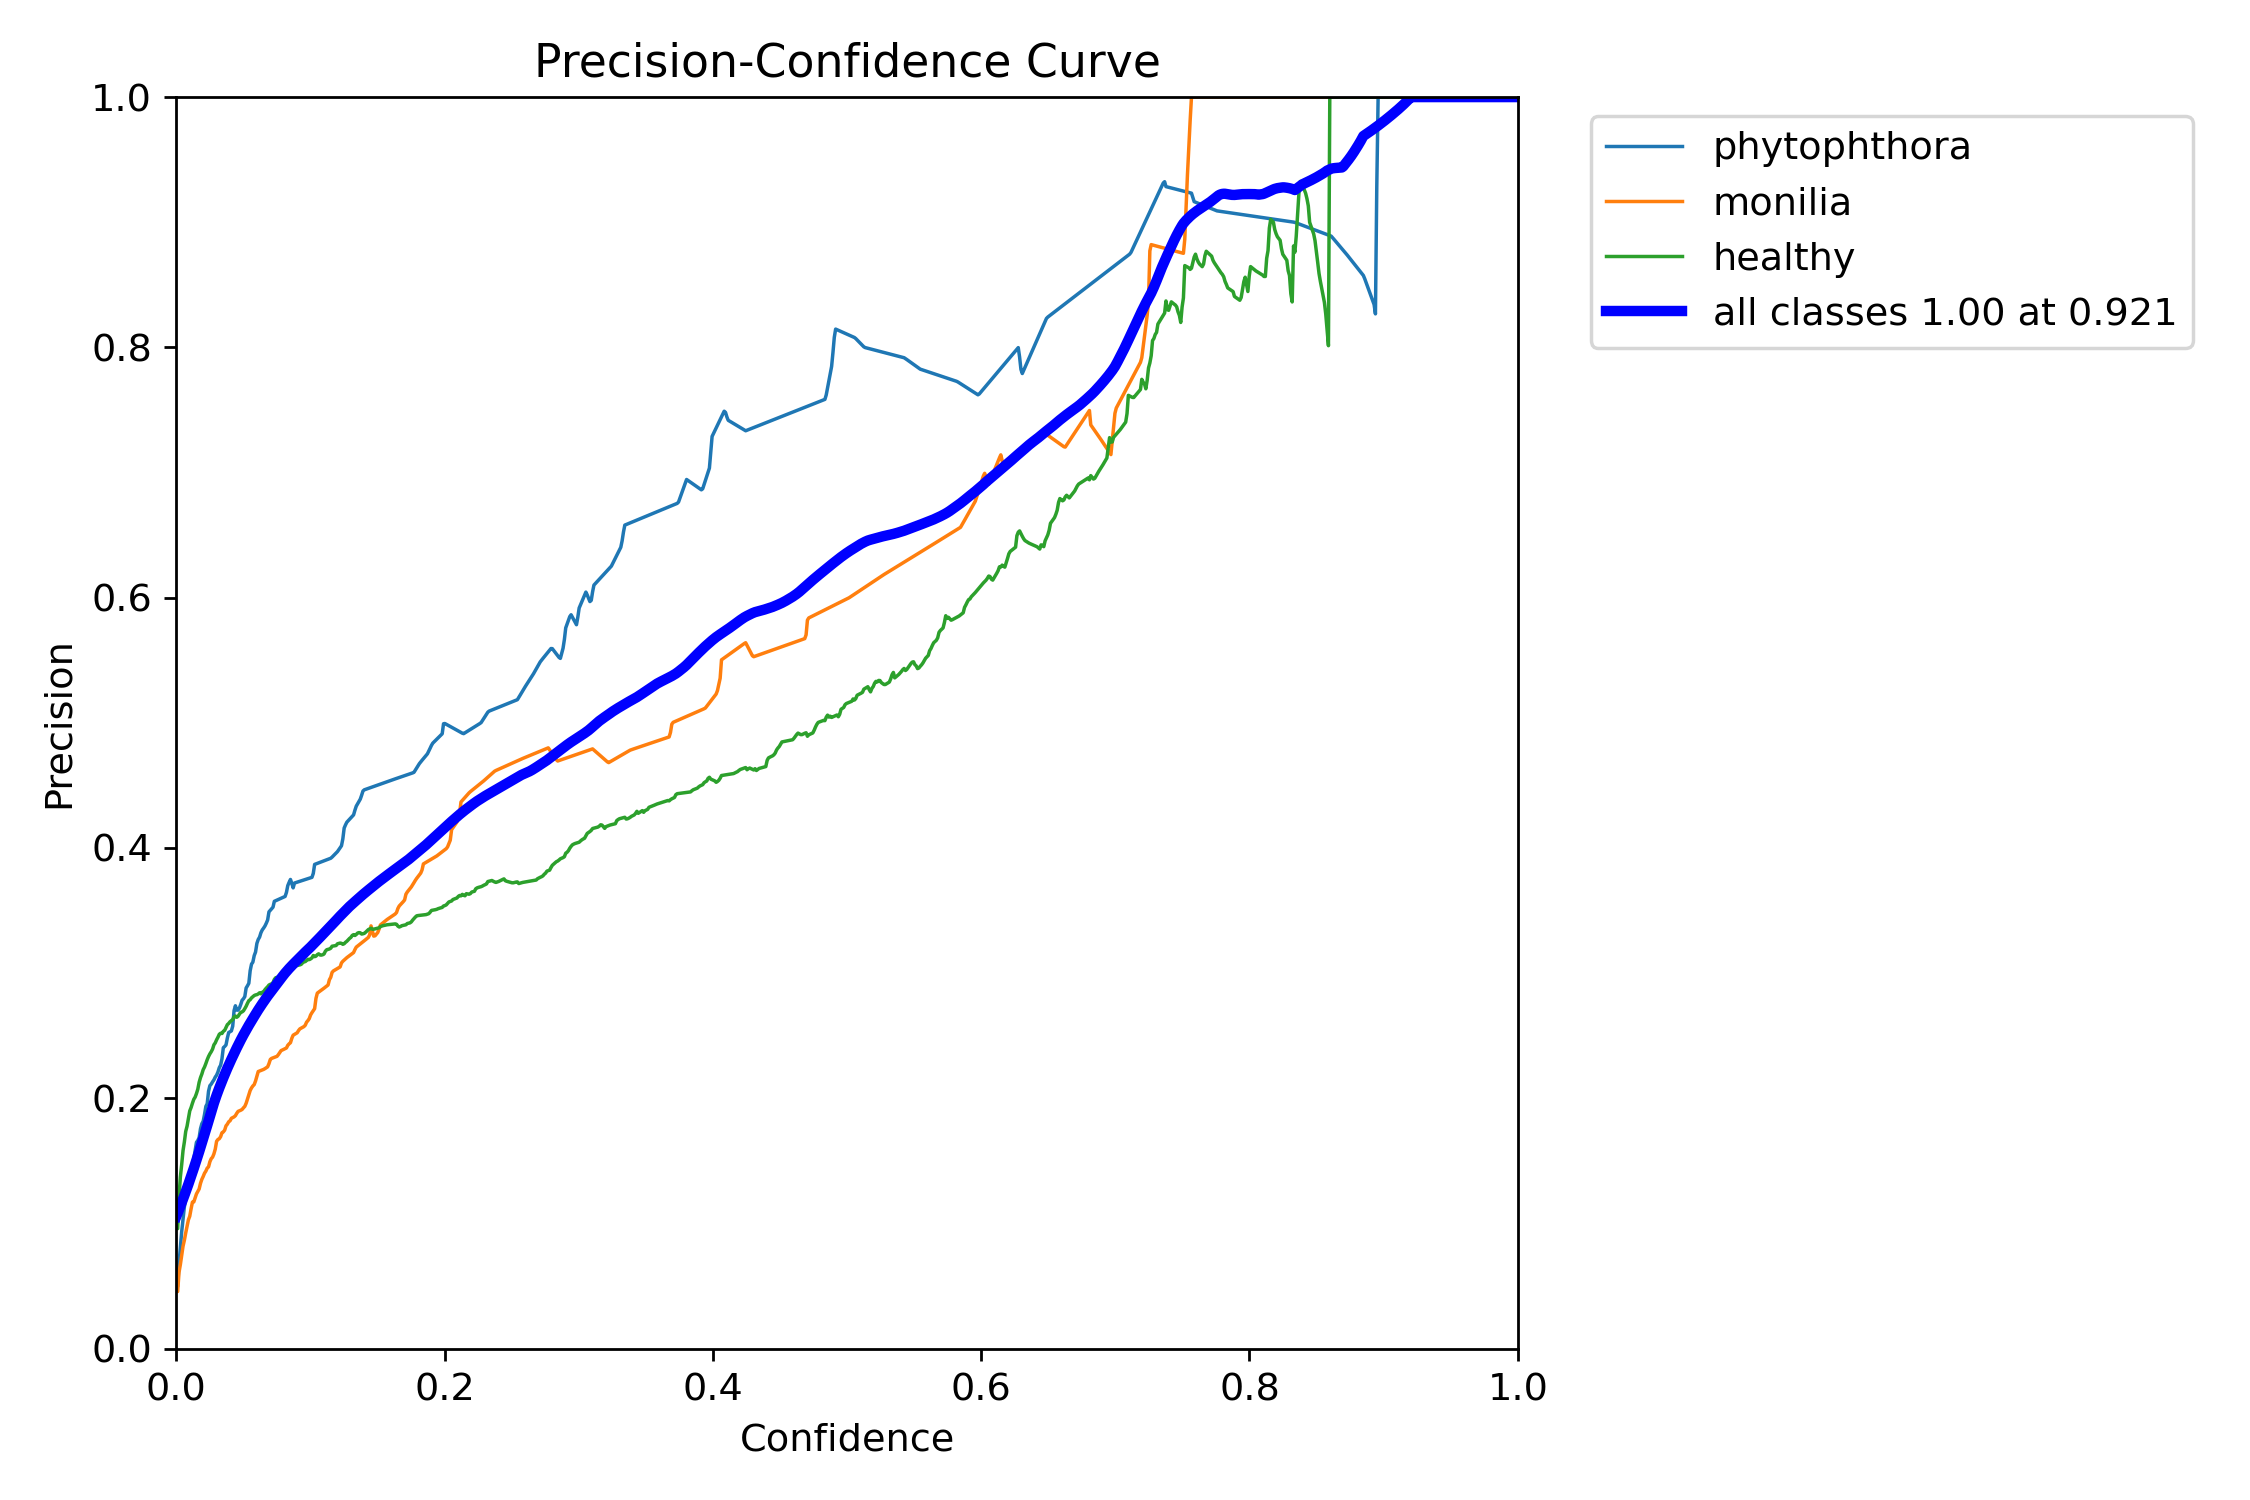 Precision-Confidence Curve
1.0
0.8
0.6
0.4
0.2
0.0
Precision
0.0 0.2 0.4 0.6 0.8 1.0
Confidence
phytophthora
monilia
healthy
all classes 1.00 at 0.921